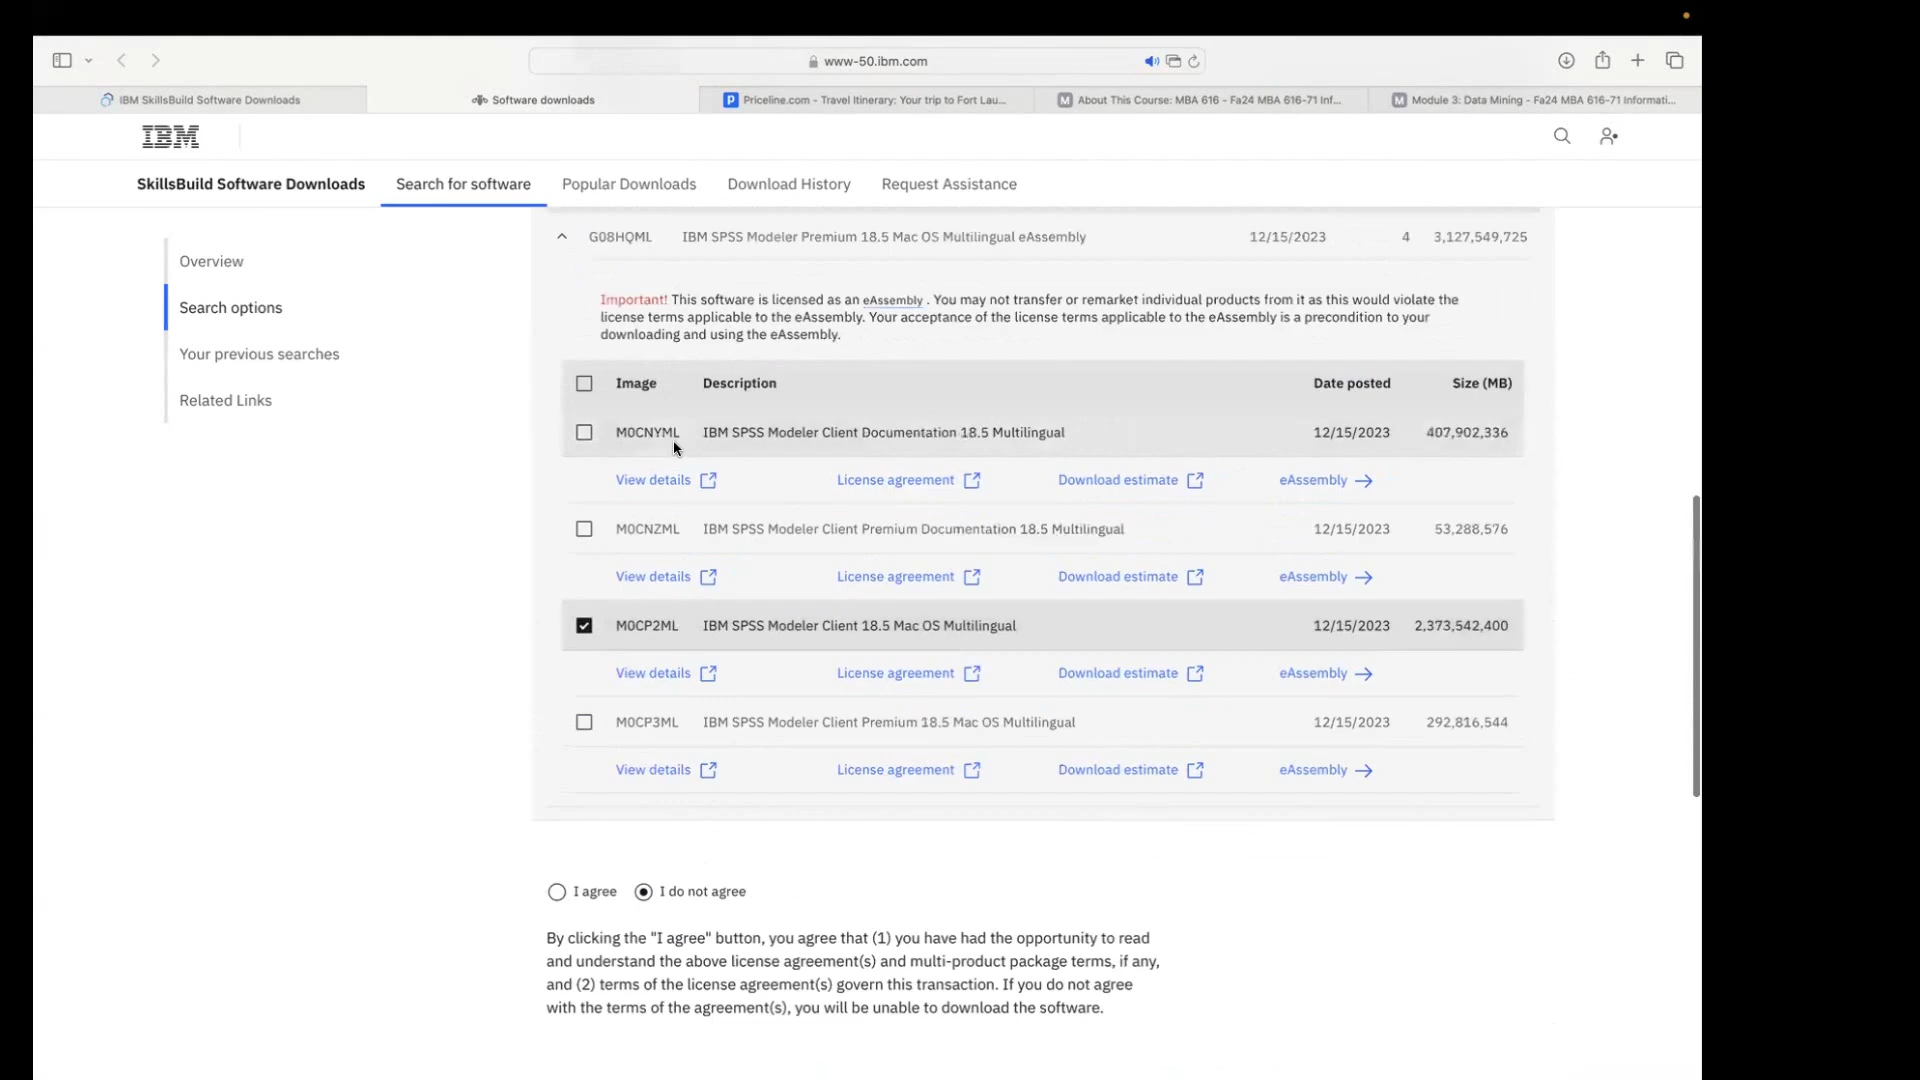 www-50.ibm.com
IBM SkillsBuild Software Downloads
Software downloads
Priceline.com - Travel Itinerary: Your trip to Fort Lau...
About This Course: MBA 616 - Fa24 MBA 616-71 Inf...
Module 3: Data Mining - Fa24 MBA 616-71 Informati...
IBM
SkillsBuild Software Downloads Search for software Popular Downloads Download History Request Assistance
Overview
Search options
Your previous searches
Related Links
G08HQML IBM SPSS Modeler Premium 18.5 Mac OS Multilingual eAssembly 12/15/2023 4 3,127,549,725
Important! This software is licensed as an eAssembly . You may not transfer or remarket individual products from it as this would violate the
license terms applicable to the eAssembly. Your acceptance of the license terms applicable to the eAssembly is a precondition to your
downloading and using the eAssembly.
Image Description Date posted Size (MB)
M0CNYML IBM SPSS Modeler Client Documentation 18.5 Multilingual 12/15/2023 407,902,336
View details License agreement Download estimate eAssembly
M0CNZML IBM SPSS Modeler Client Premium Documentation 18.5 Multilingual 12/15/2023 53,288,576
View details License agreement Download estimate eAssembly
M0CP2ML IBM SPSS Modeler Client 18.5 Mac OS Multilingual 12/15/2023 2,373,542,400
View details License agreement Download estimate eAssembly
M0CP3ML IBM SPSS Modeler Client Premium 18.5 Mac OS Multilingual 12/15/2023 292,816,544
View details License agreement Download estimate eAssembly
I agree I do not agree
By clicking the "I agree" button, you agree that (1) you have had the opportunity to read
and understand the above license agreement(s) and multi-product package terms, if any,
and (2) terms of the license agreement(s) govern this transaction. If you do not agree
with the terms of the agreement(s), you will be unable to download the software.